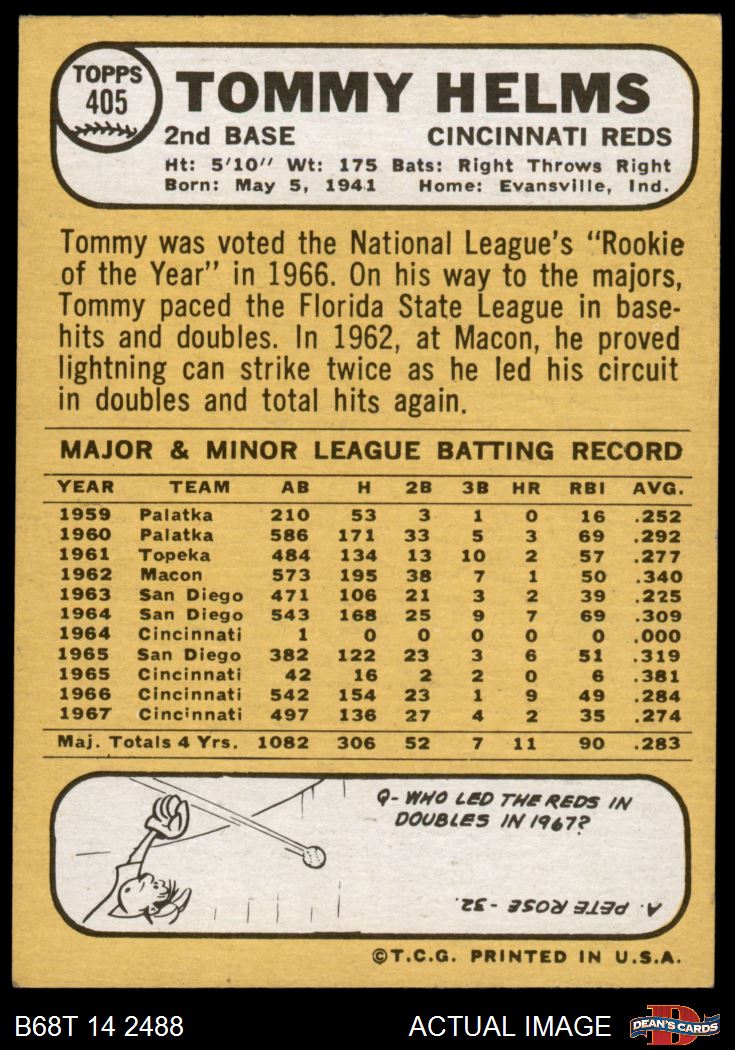 TOPPS
405
TOMMY HELMS
2nd BASE CINCINNATI REDS
Ht: 5'10" Wt: 175 Bats: Right Throws Right
Born: May 5, 1941 Home: Evansville, Ind.
Tommy was voted the National League's "Rookie
of the Year" in 1966. On his way to the majors,
Tommy paced the Florida State League in base-
hits and doubles. In 1962, at Macon, he proved
lightning can strike twice as he led his circuit
in doubles and total hits again.
MAJOR & MINOR LEAGUE BATTING RECORD
YEAR TEAM AB H 2B 3B HR RBI AVG.
1959 Palatka 210 53 3 1 0 16 .252
1960 Palatka 586 171 33 5 3 69 .292
1961 Topeka 484 134 13 10 2 57 .277
1962 Macon 573 195 38 7 1 50 .340
1963 San Diego 471 106 21 3 2 39 .225
1964 San Diego 543 168 25 9 7 69 .309
1964 Cincinnati 1 0 0 0 0 0 .000
1965 San Diego 382 122 23 3 6 51 .319
1965 Cincinnati 42 16 2 2 0 6 .381
1966 Cincinnati 542 154 23 1 9 49 .284
1967 Cincinnati 497 136 27 4 2 35 .274
Maj. Totals 4 Yrs. 1082 306 52 7 11 90 .283
Q- WHO LED THE REDS IN
DOUBLES IN 1967?
A. PETE ROSE - 32.
©T.C.G. PRINTED IN U.S.A.
B68T 14 2488 ACTUAL IMAGE
D
DEAN'S CARDS